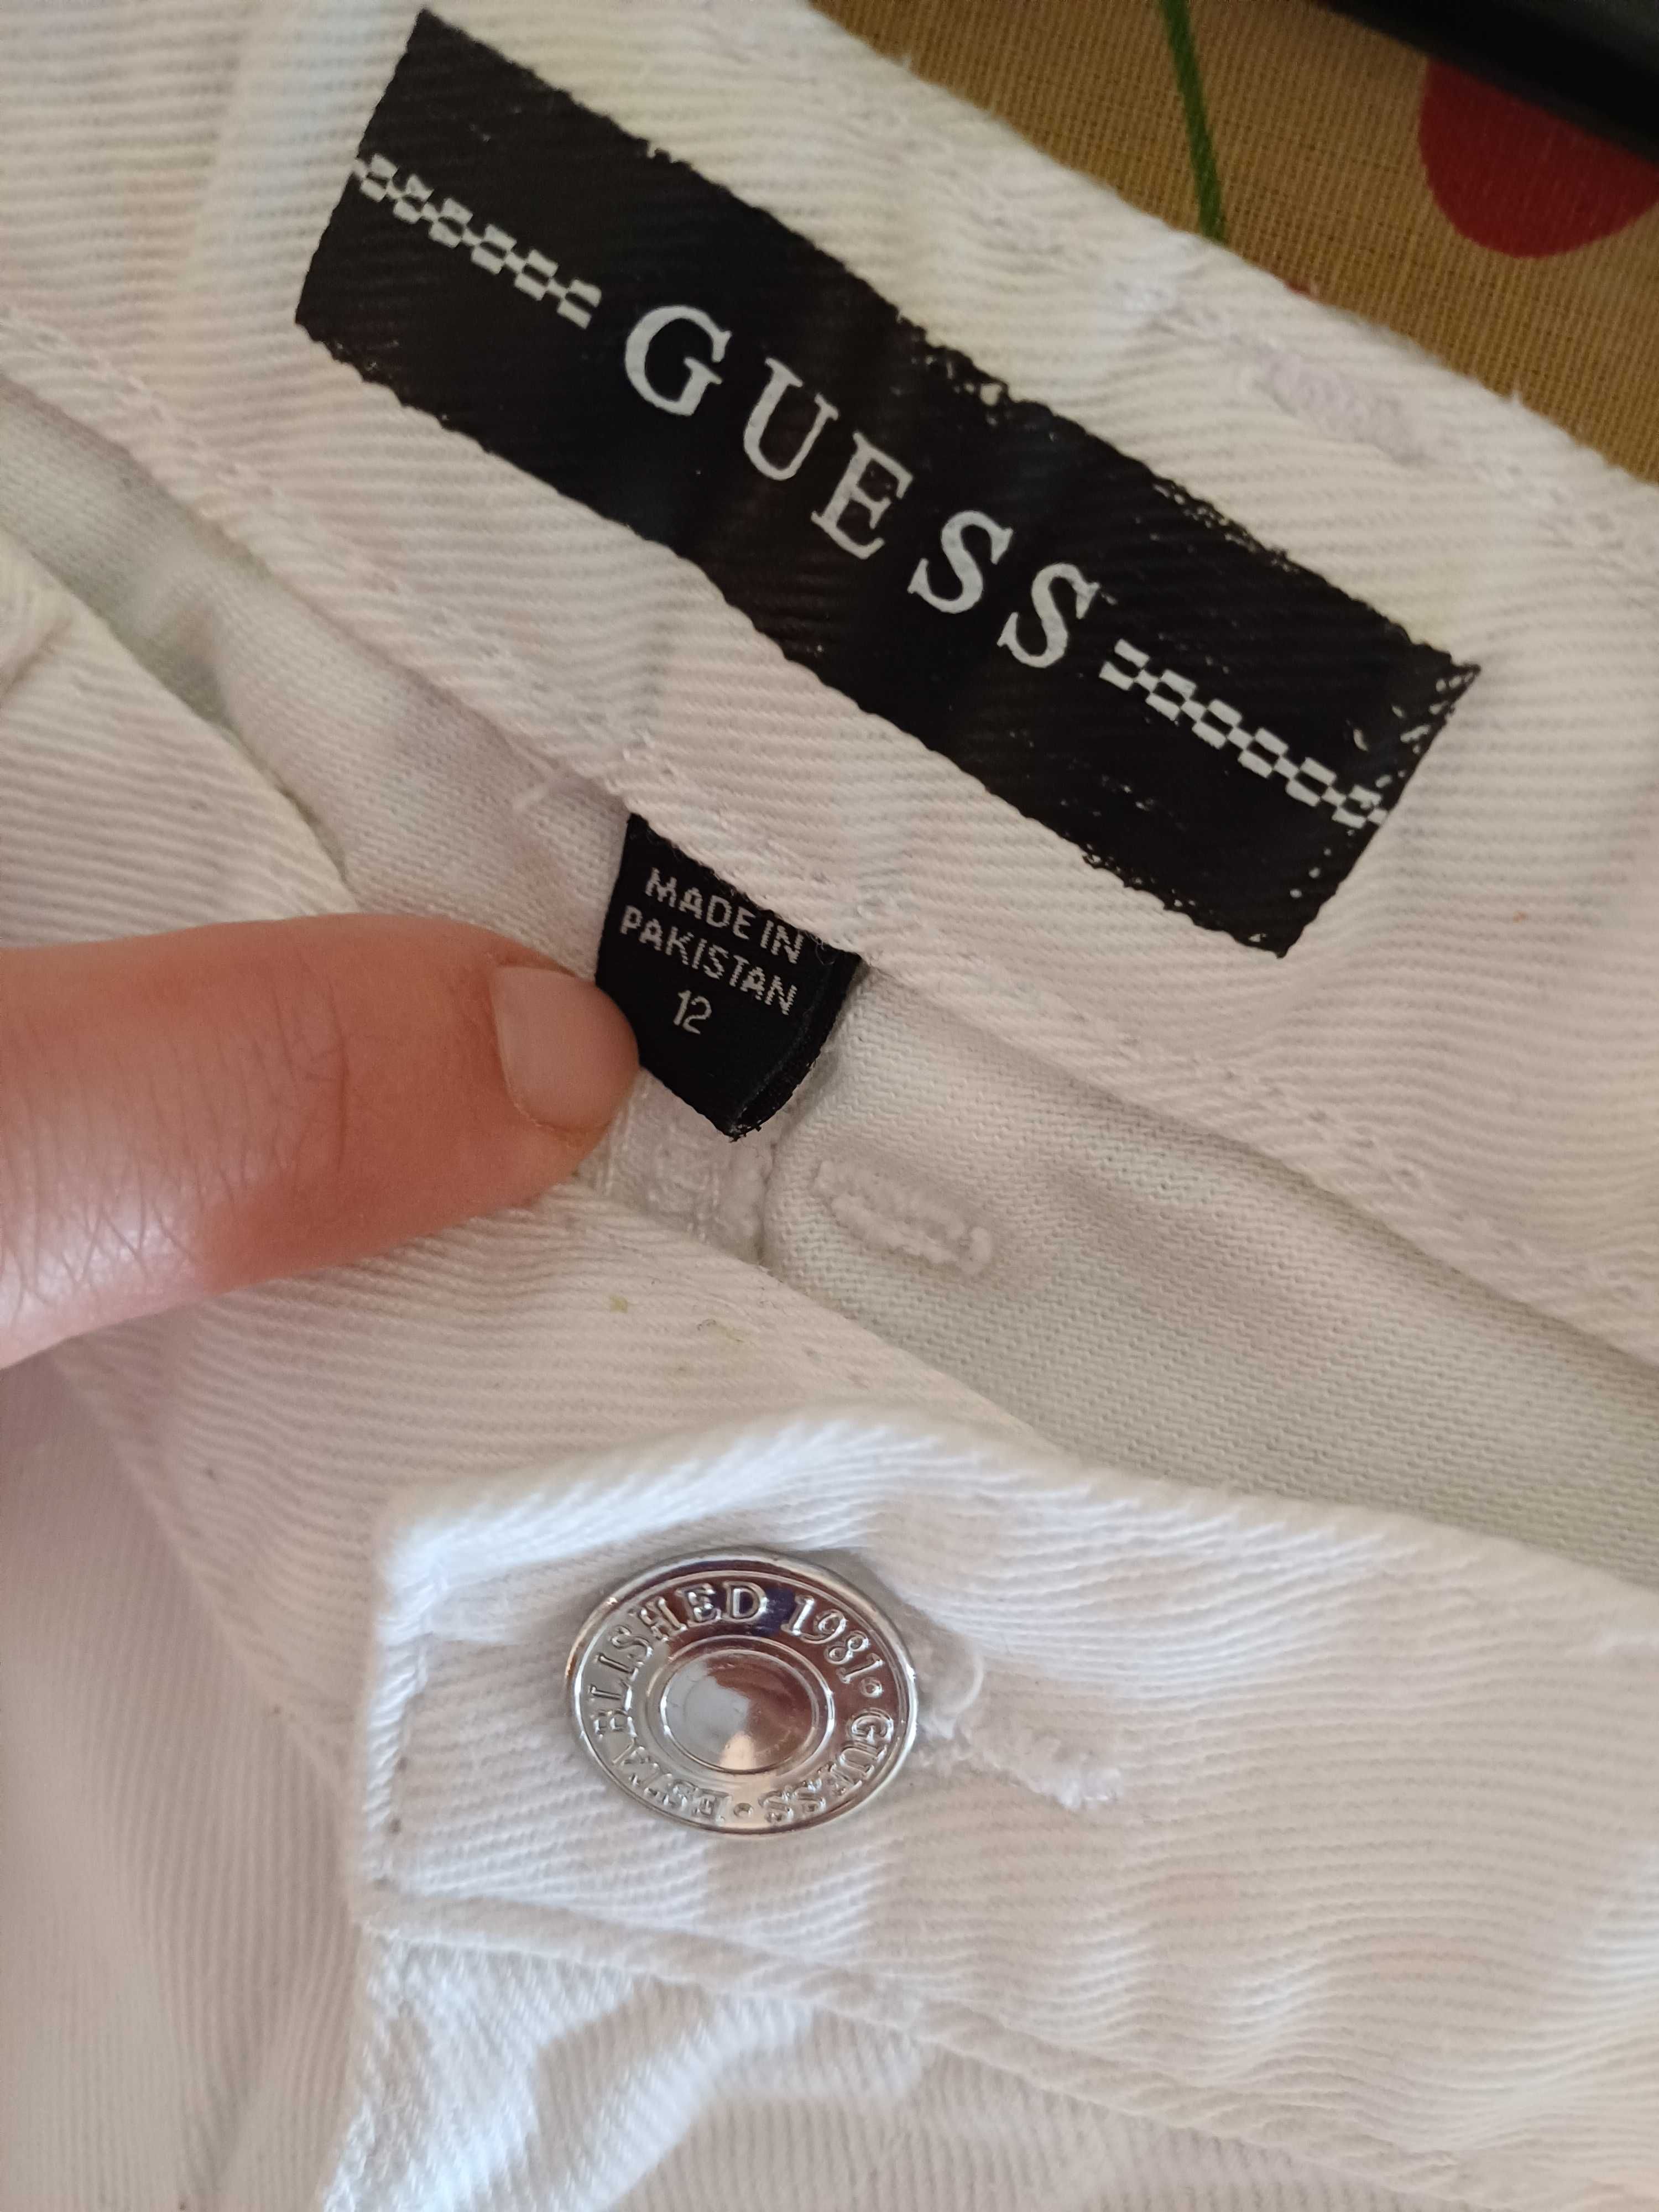 GUESS
MADE IN
PAKISTAN
12
ESTABLISHED 1981 • GUESS •